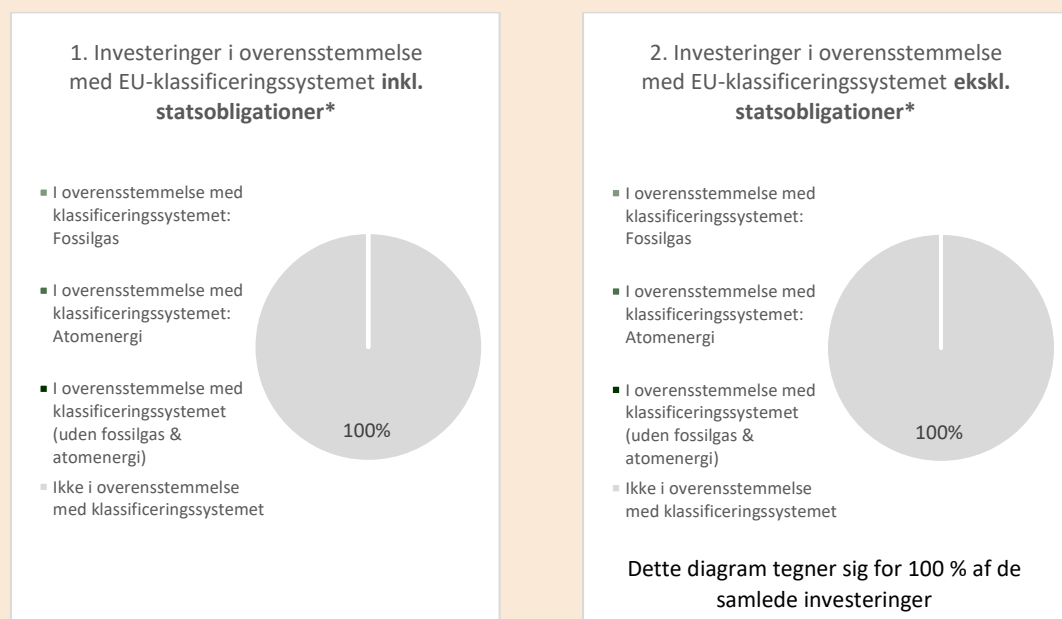 1. Investeringer i overensstemmelse
med EU-klassificeringssystemet inkl.
statsobligationer*
I overensstemmelse med
klassificeringssystemet:
Fossilgas
I overensstemmelse med
klassificeringssystemet:
Atomenergi
I overensstemmelse med
klassificeringssystemet
(uden fossilgas &
atomenergi)
Ikke i overensstemmelse
med klassificeringssystemet
100%
2. Investeringer i overensstemmelse
med EU-klassificeringssystemet ekskl.
statsobligationer*
I overensstemmelse med
klassificeringssystemet:
Fossilgas
I overensstemmelse med
klassificeringssystemet:
Atomenergi
I overensstemmelse med
klassificeringssystemet
(uden fossilgas &
atomenergi)
Ikke i overensstemmelse
med klassificeringssystemet
100%
Dette diagram tegner sig for 100 % af de
samlede investeringer